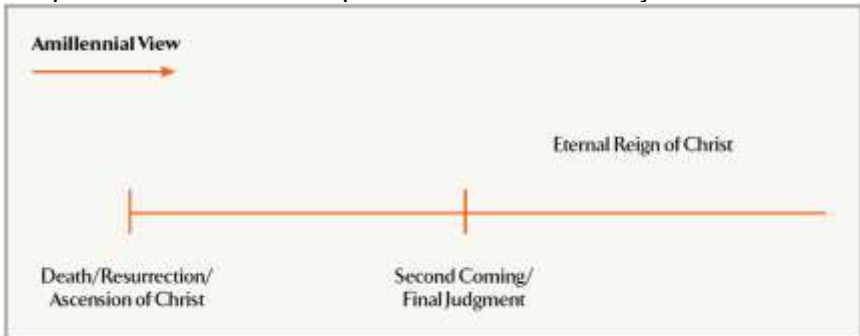 Amillennial View
Eternal Reign of Christ
Death/Resurrection/
Ascension of Christ
Second Coming/
Final Judgment